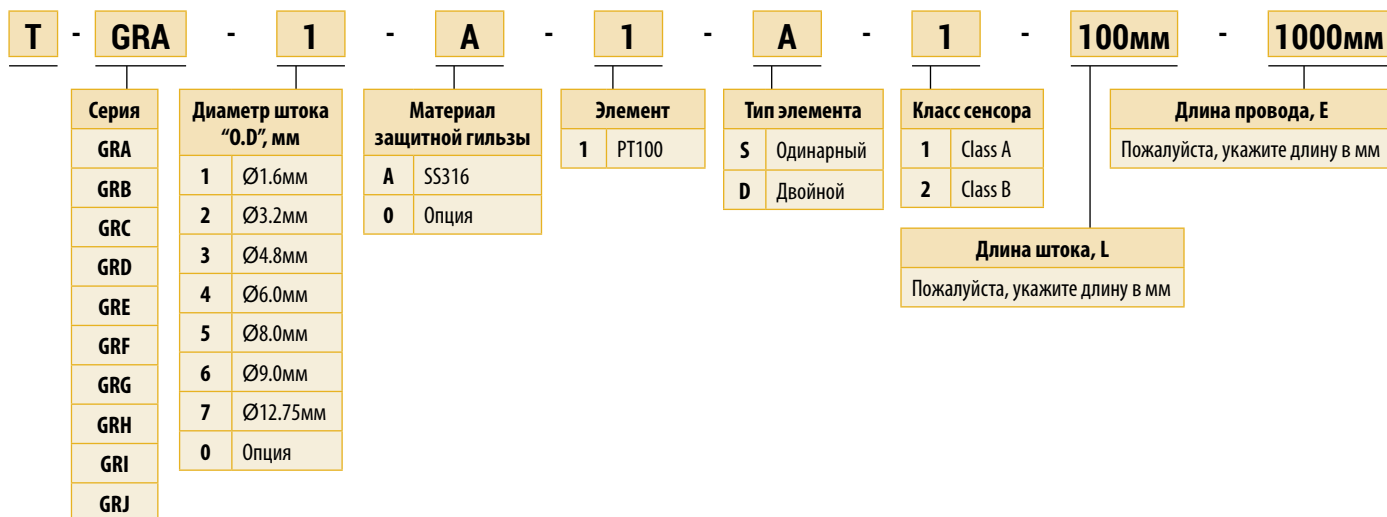 T - GRA - 1 - A - 1 - A - 1 - 100мм - 1000мм
Серия
GRA
GRB
GRC
GRD
GRE
GRF
GRG
GRH
GRI
GRJ
Диаметр штока
“O.D”, мм
1 Ø1.6мм
2 Ø3.2мм
3 Ø4.8мм
4 Ø6.0мм
5 Ø8.0мм
6 Ø9.0мм
7 Ø12.75мм
0 Опция
Материал
защитной гильзы
A SS316
0 Опция
Элемент
1 PT100
Тип элемента
S Одинарный
D Двойной
Класс сенсора
1 Class A
2 Class B
Длина штока, L
Пожалуйста, укажите длину в мм
Длина провода, E
Пожалуйста, укажите длину в мм